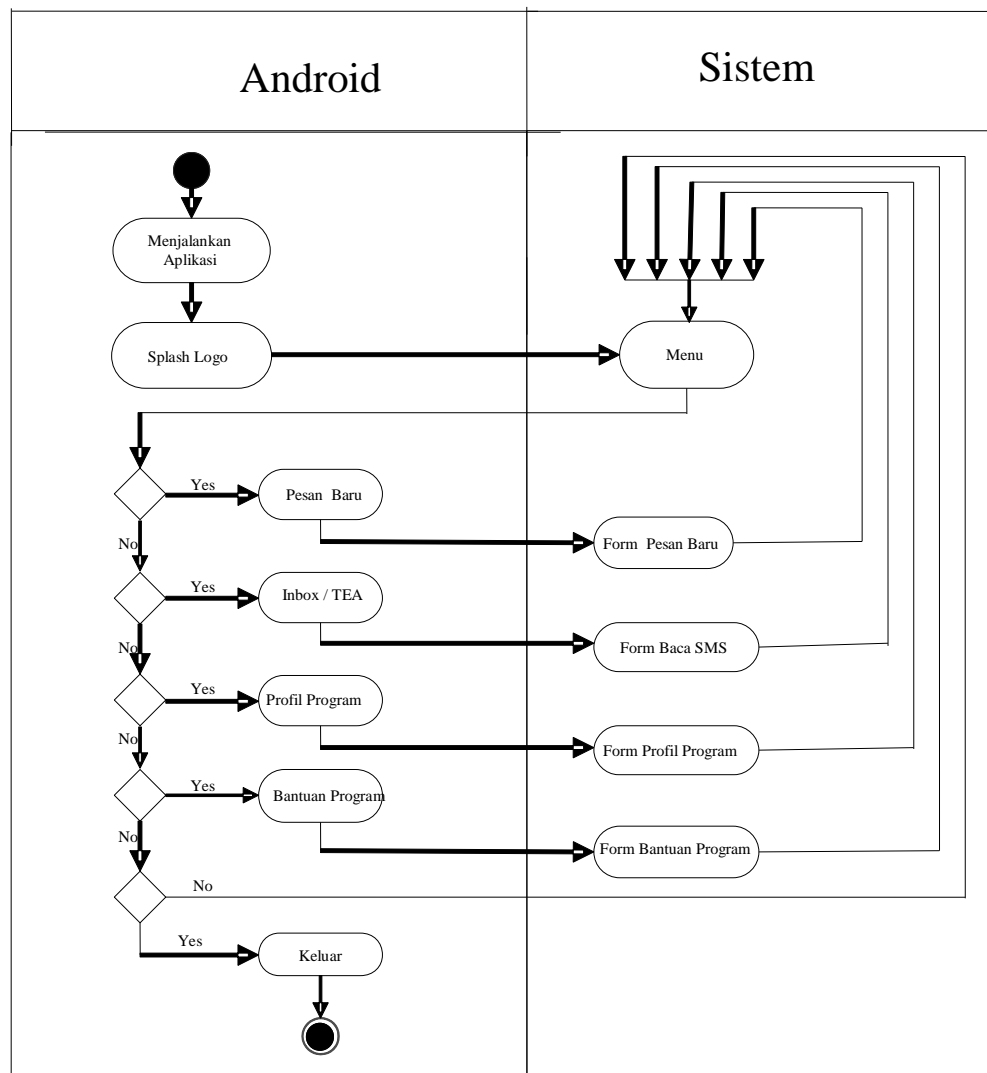 Android
Sistem
Menjalankan
Aplikasi
Splash Logo
Menu
Yes
Pesan Baru
Form Pesan Baru
No
Yes
Inbox / TEA
Form Baca SMS
No
Yes
Profil Program
Form Profil Program
No
Yes
Bantuan Program
Form Bantuan Program
No
No
Yes
Keluar